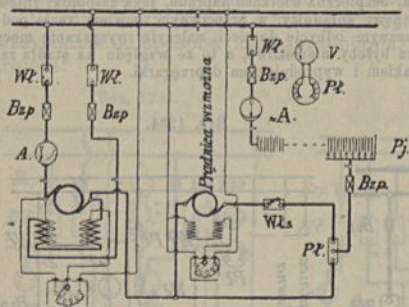 Wł.
V.
Wł.
Wł.
Bzp.
Pł.
Bzp
Bzp
A.
A.
Prądnica wzmożna
Pj.
Bzp.
Wł.s
Pł.